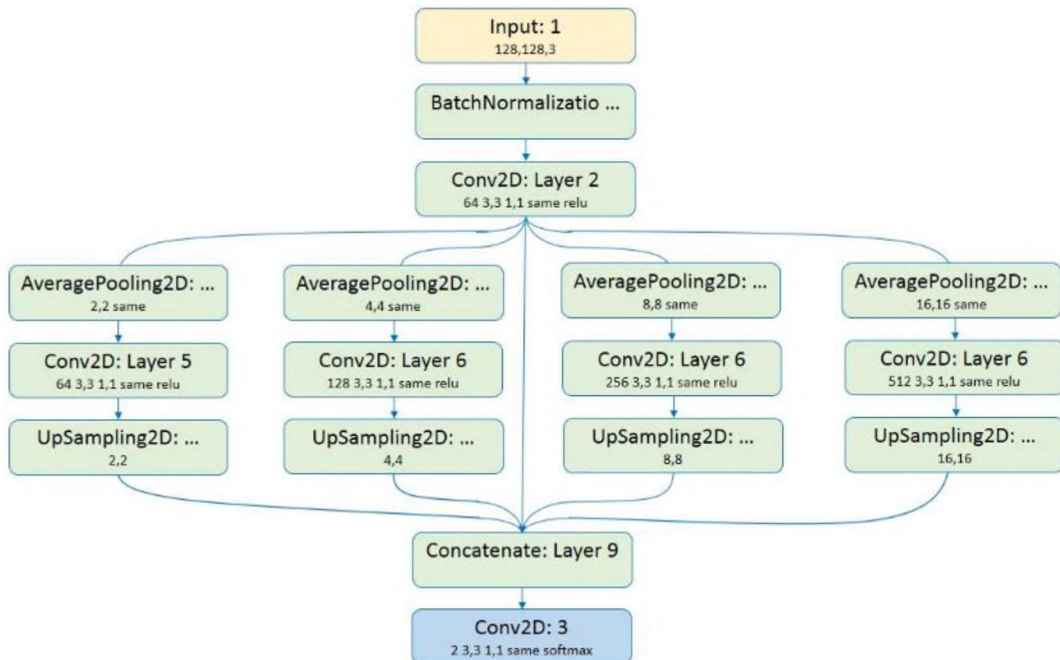 Input: 1
128,128,3
BatchNormalizatio ...
Conv2D: Layer 2
64 3,3 1,1 same relu
AveragePooling2D: ...
2,2 same
AveragePooling2D: ...
4,4 same
AveragePooling2D: ...
8,8 same
AveragePooling2D: ...
16,16 same
Conv2D: Layer 5
64 3,3 1,1 same relu
Conv2D: Layer 6
128 3,3 1,1 same relu
Conv2D: Layer 6
256 3,3 1,1 same relu
Conv2D: Layer 6
512 3,3 1,1 same relu
UpSampling2D: ...
2,2
UpSampling2D: ...
4,4
UpSampling2D: ...
8,8
UpSampling2D: ...
16,16
Concatenate: Layer 9
Conv2D: 3
2 3,3 1,1 same softmax